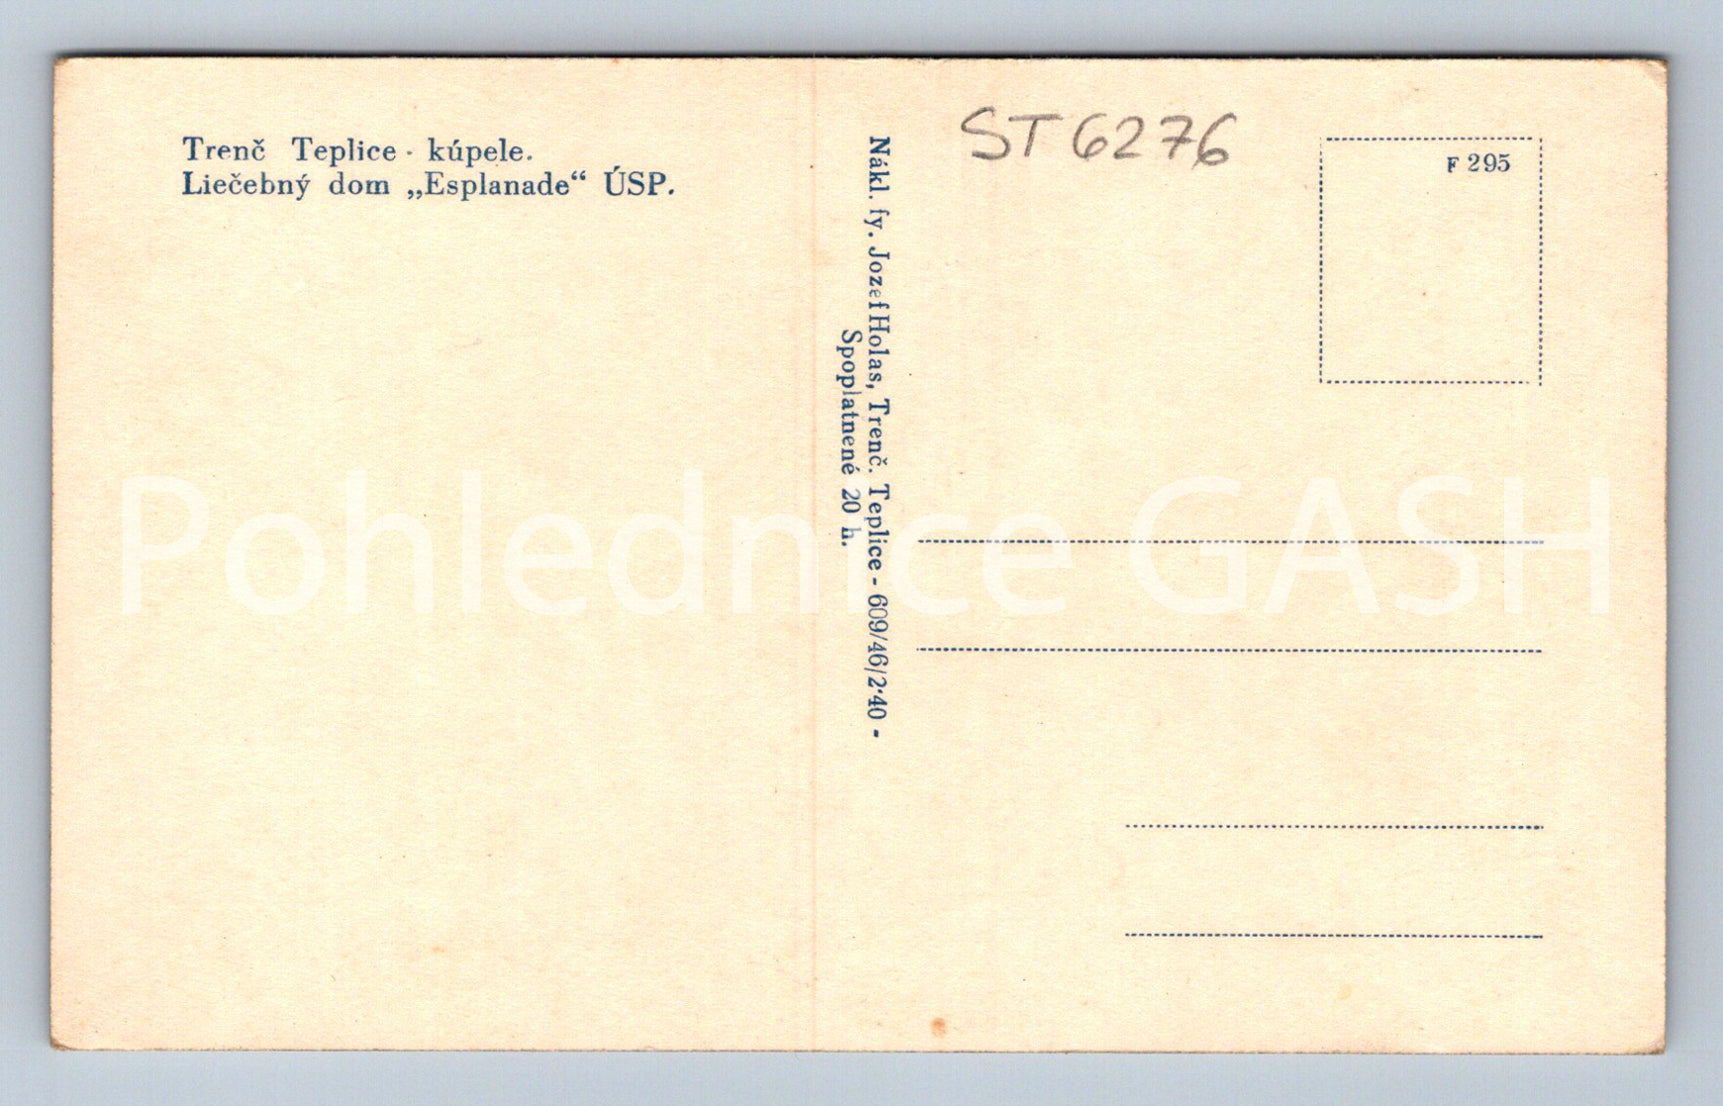 Trenč Teplice - kúpele.
Liečebný dom „Esplanade“ ÚSP.
Nákl. fy. Jozef Holas, Trenč. Teplice - 609/46/2·40 -
Spoplatnené 20 h.
ST 6276
F 295
Pohlednice GASH